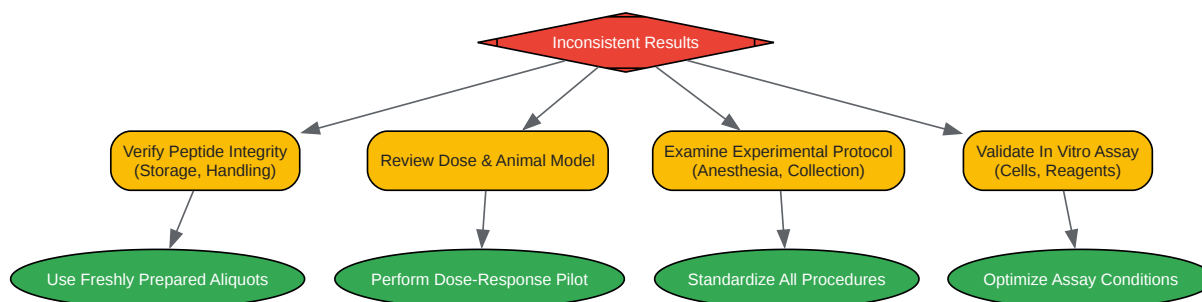 Inconsistent Results
Verify Peptide Integrity
(Storage, Handling)
Review Dose & Animal Model
Examine Experimental Protocol
(Anesthesia, Collection)
Validate In Vitro Assay
(Cells, Reagents)
Use Freshly Prepared Aliquots
Perform Dose-Response Pilot
Standardize All Procedures
Optimize Assay Conditions